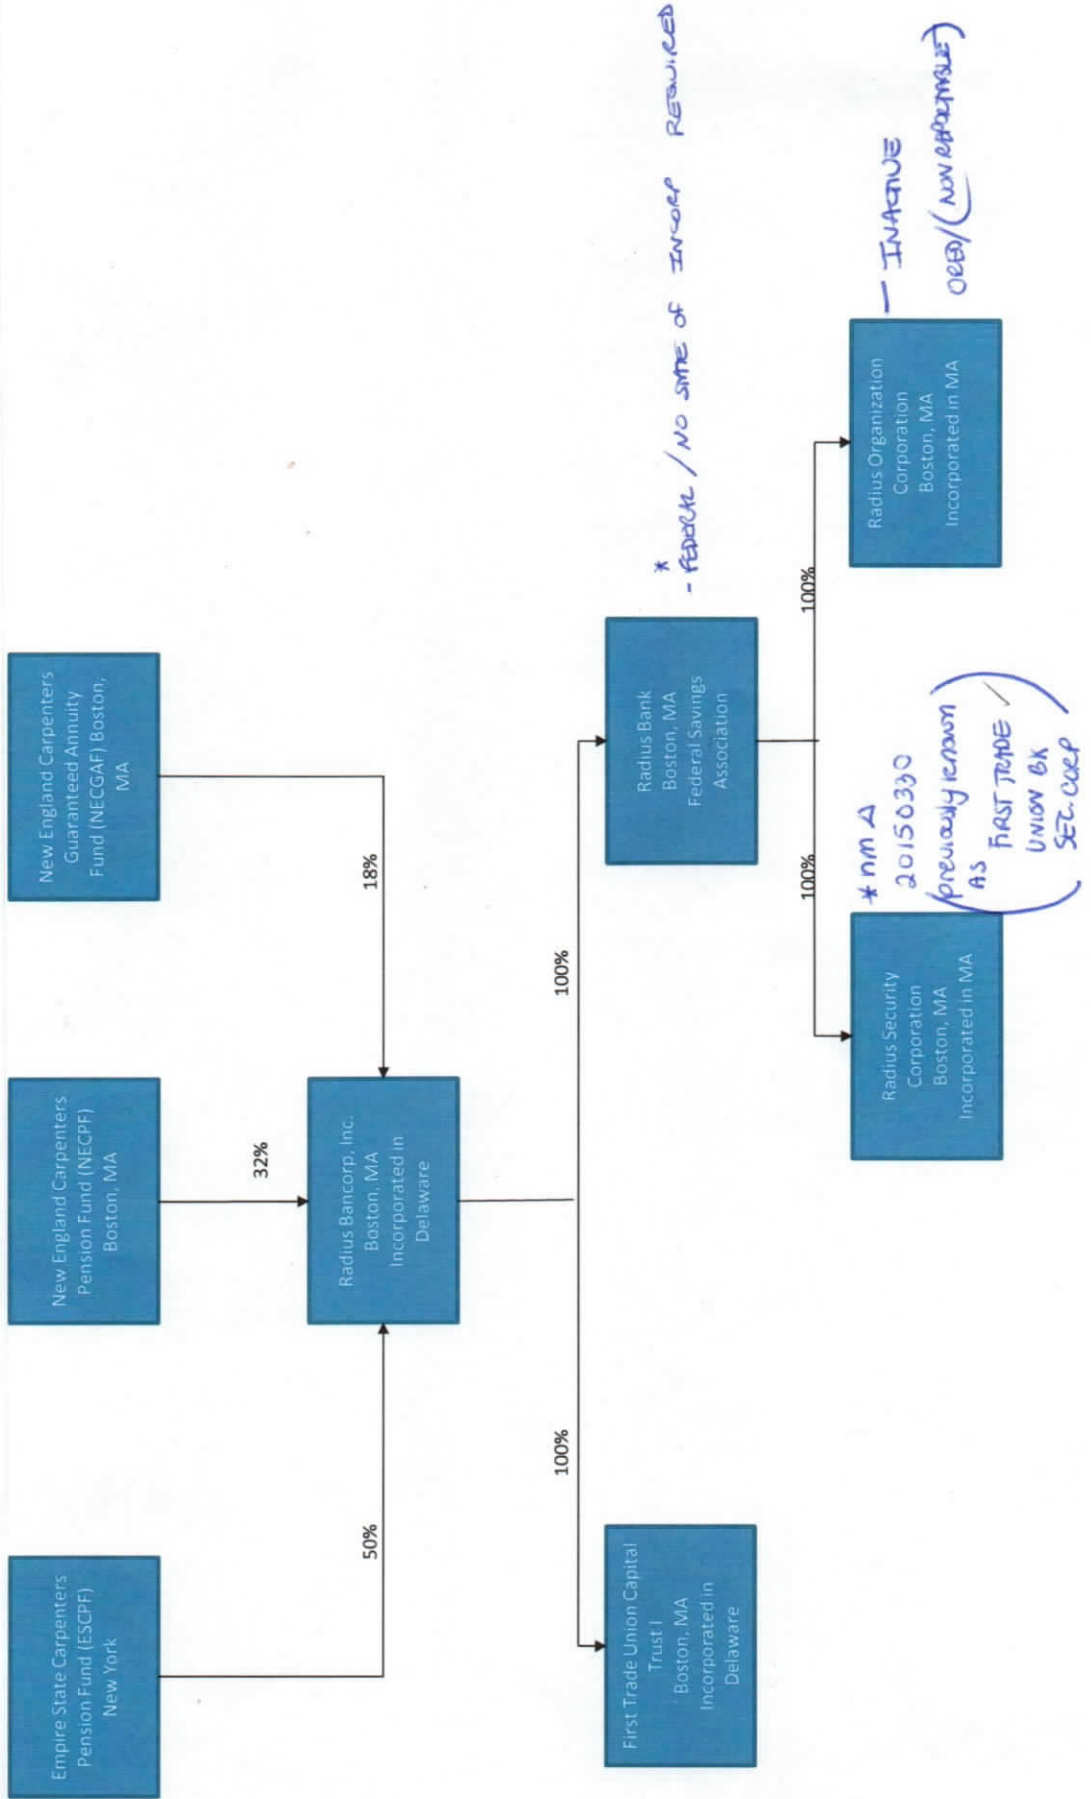 Empire State Carpenters
Pension Fund (ESCPF)
New York
New England Carpenters
Pension Fund (NECPF)
Boston, MA
New England Carpenters
Guaranteed Annuity
Fund (NECGAF) Boston,
MA
50%
32%
18%
Radius Bancorp, Inc.
Boston, MA
Incorporated in
Delaware
100%
100%
First Trade Union Capital
Trust I
Boston, MA
Incorporated in
Delaware
Radius Bank
Boston, MA
Federal Savings
Association
*
- FEDERAL / NO STATE of INCORP REQUIRED
100%
100%
Radius Security
Corporation
Boston, MA
Incorporated in MA
* nm Δ
20150330
(previously known
AS FIRST TRADE
UNION BK
SEC. CORP)
Radius Organization
Corporation
Boston, MA
Incorporated in MA
— INACTIVE
OREO/(NON REPORTABLE)